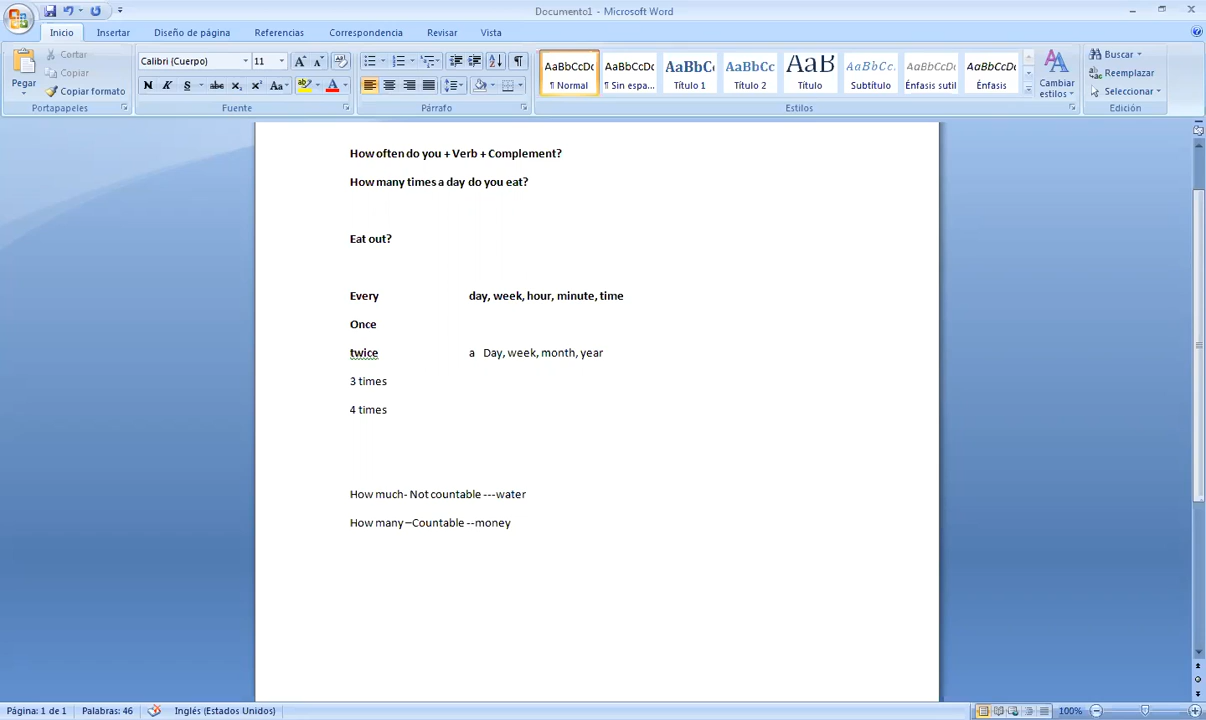 Documento1 - Microsoft Word
Inicio Insertar Diseño de página Referencias Correspondencia Revisar Vista
Pegar
Cortar
Copiar
Copiar formato
Portapapeles
Calibri (Cuerpo) 11
N K S abc x₂ x² Aa
Fuente
Párrafo
AaBbCcDc AaBbCcDc AaBbC AaBbCc AaB AaBbCc. AaBbCcDc AaBbCcDc
¶ Normal ¶ Sin espa... Título 1 Título 2 Título Subtítulo Énfasis sutil Énfasis
Estilos
Cambiar estilos
Buscar
Reemplazar
Seleccionar
Edición
How often do you + Verb + Complement?
How many times a day do you eat?
Eat out?
Every day, week, hour, minute, time
Once
twice a Day, week, month, year
3 times
4 times
How much- Not countable ---water
How many –Countable --money
Página: 1 de 1 Palabras: 46 Inglés (Estados Unidos) 100%